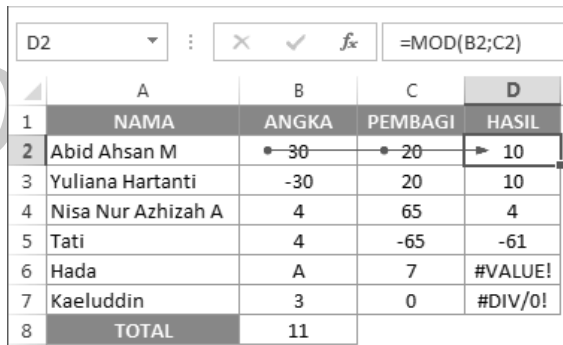 D2 fx =MOD(B2;C2)
A B C D
1 NAMA ANGKA PEMBAGI HASIL
2 Abid Ahsan M 30 20 10
3 Yuliana Hartanti -30 20 10
4 Nisa Nur Azhizah A 4 65 4
5 Tati 4 -65 -61
6 Hada A 7 #VALUE!
7 Kaeluddin 3 0 #DIV/0!
8 TOTAL 11